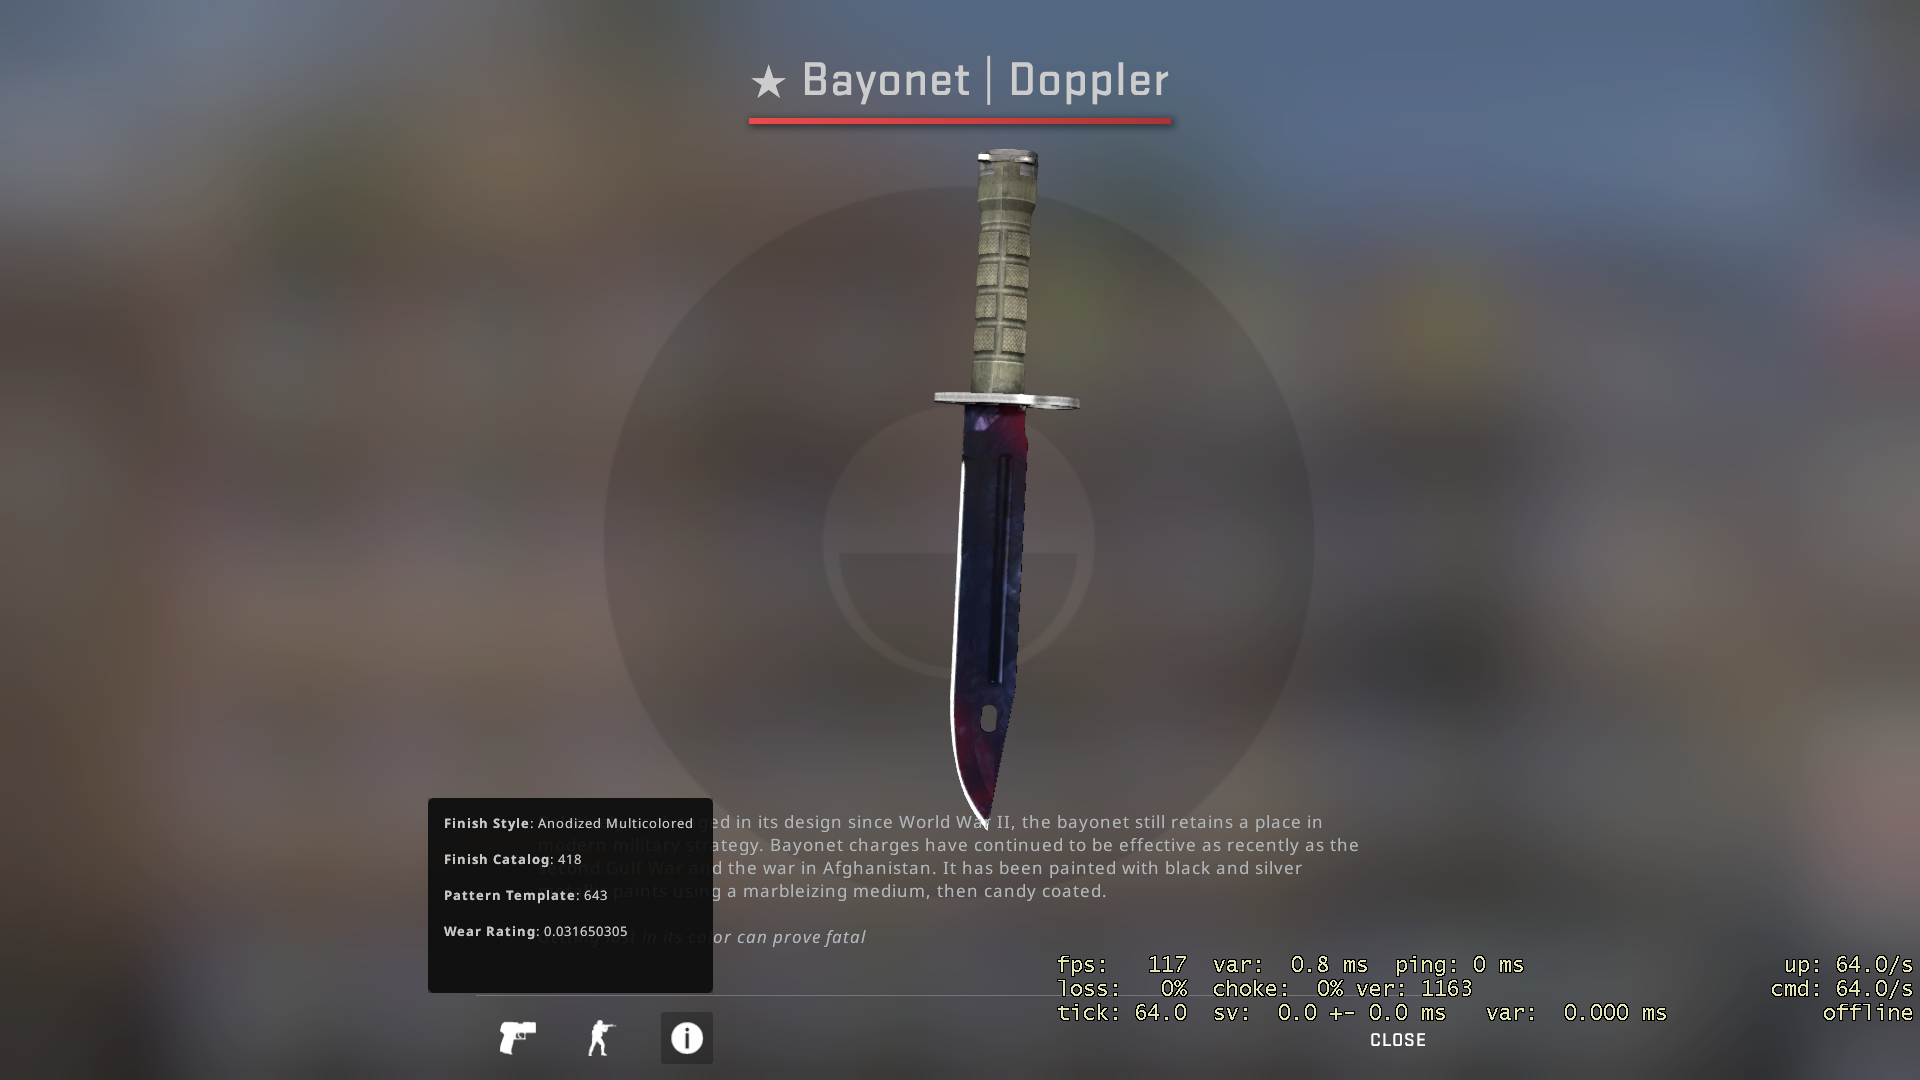 ★ Bayonet | Doppler
Finish Style: Anodized Multicolored
Finish Catalog: 418
Pattern Template: 643
Wear Rating: 0.031650305
ged in its design since World War II, the bayonet still retains a place in
modern military strategy. Bayonet charges have continued to be effective as recently as the
Second Gulf War and the war in Afghanistan. It has been painted with black and silver
paints using a marbleizing medium, then candy coated.
Getting lost in its color can prove fatal
fps: 117 var: 0.8 ms ping: 0 ms up: 64.0/s
loss: 0% choke: 0% ver: 1163 cmd: 64.0/s
tick: 64.0 sv: 0.0 +- 0.0 ms var: 0.000 ms offline
CLOSE